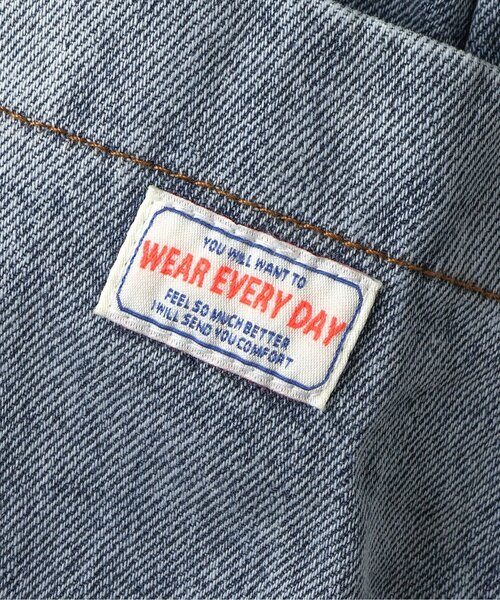 YOU WILL WANT TO
WEAR EVERY DAY
FEEL SO MUCH BETTER
I WILL SEND YOU COMFORT